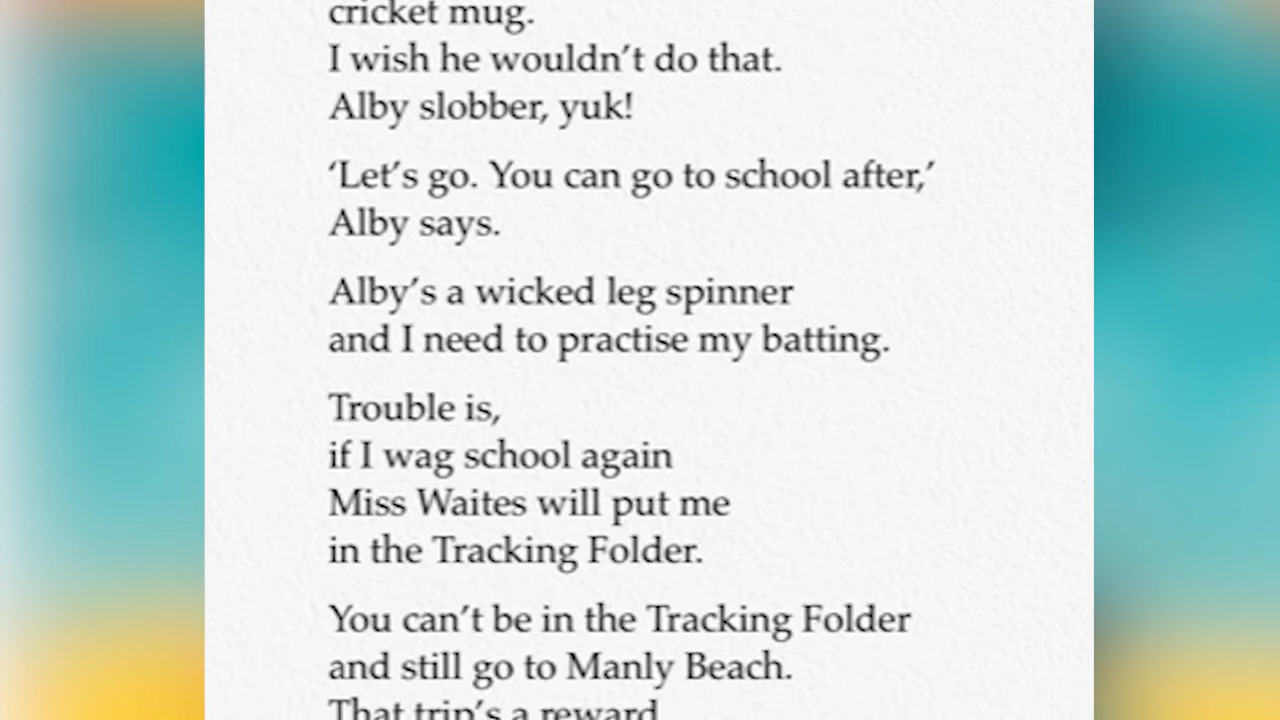 cricket mug.
I wish he wouldn’t do that.
Alby slobber, yuk!
‘Let’s go. You can go to school after,’
Alby says.
Alby’s a wicked leg spinner
and I need to practise my batting.
Trouble is,
if I wag school again
Miss Waites will put me
in the Tracking Folder.
You can’t be in the Tracking Folder
and still go to Manly Beach.
That trip’s a reward